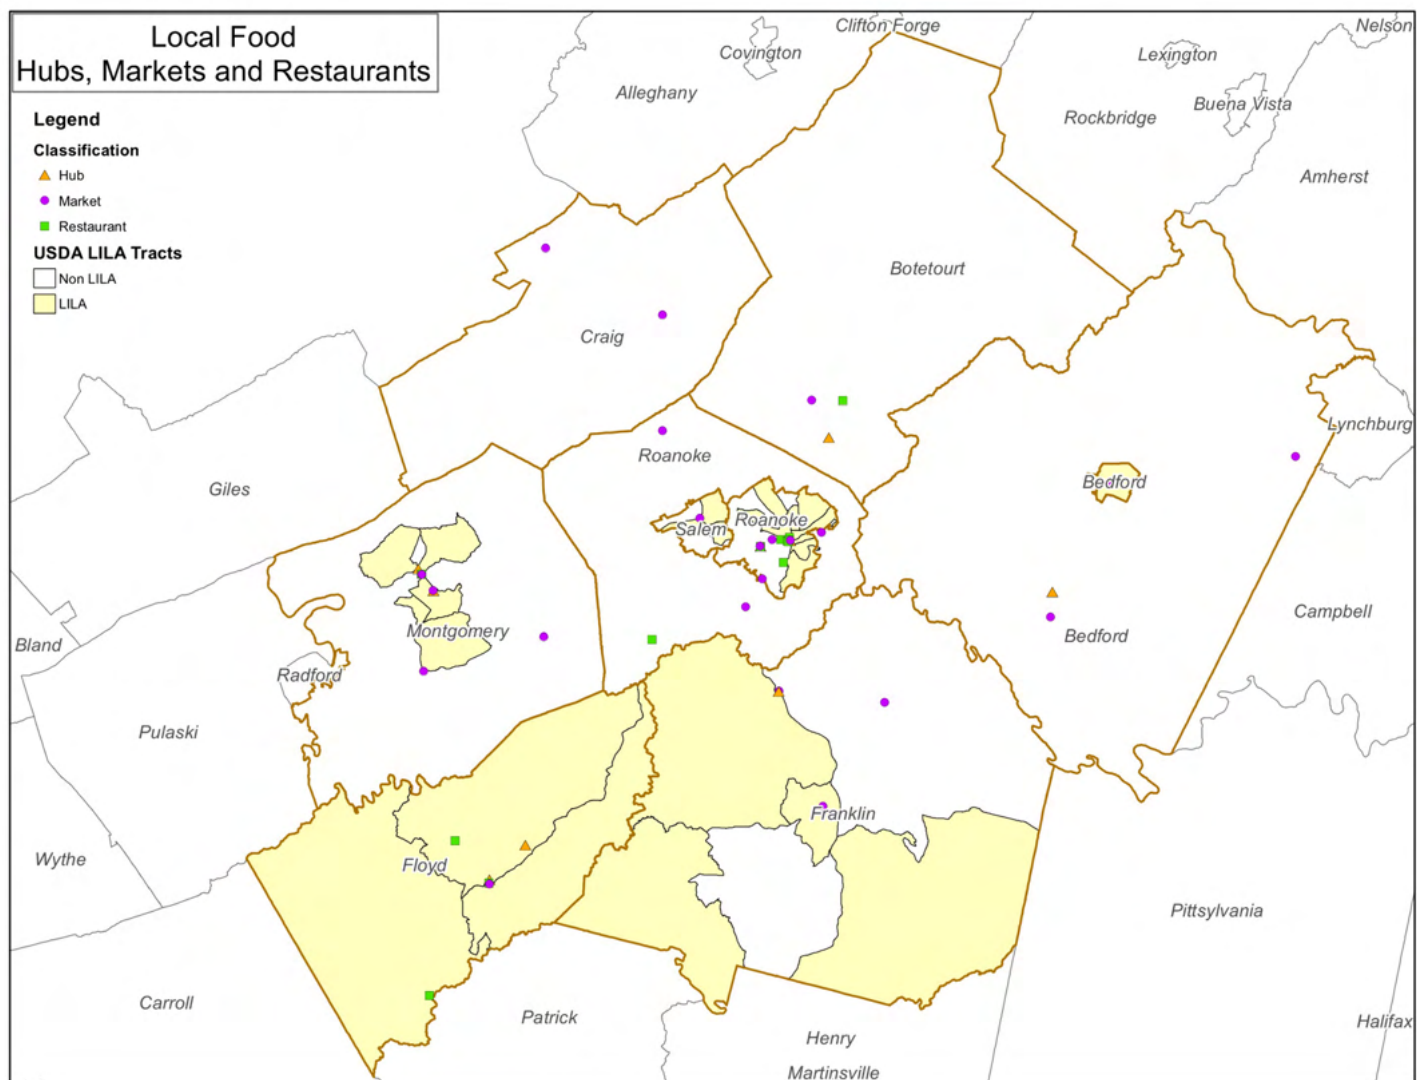 Local Food
Hubs, Markets and Restaurants
Legend
Classification
Hub
Market
Restaurant
USDA LILA Tracts
Non LILA
LILA
Clifton Forge
Nelson
Covington
Lexington
Alleghany
Buena Vista
Rockbridge
Amherst
Botetourt
Craig
Lynchburg
Roanoke
Bedford
Giles
Roanoke
Salem
Campbell
Montgomery
Bedford
Bland
Radford
Pulaski
Franklin
Wythe
Floyd
Pittsylvania
Carroll
Patrick
Halifax
Henry
Martinsville